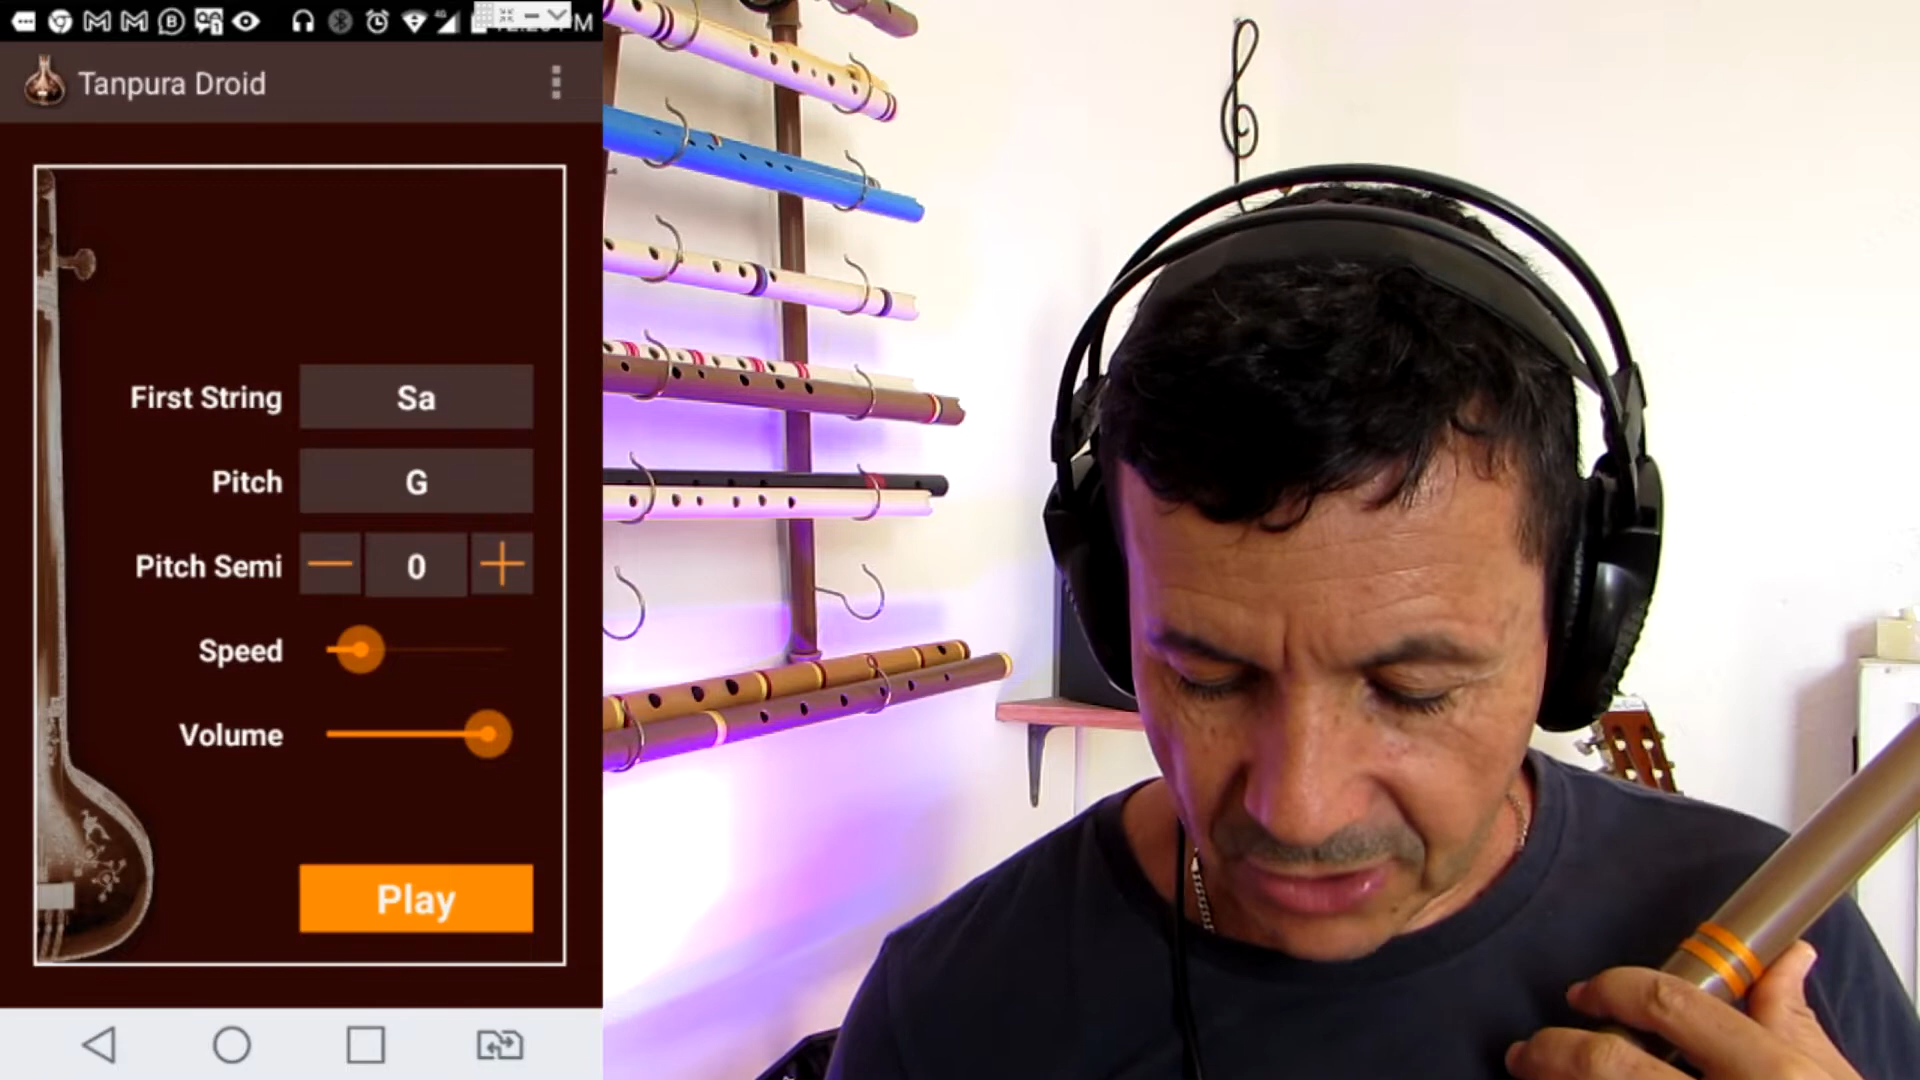 Tanpura Droid
First String Sa
Pitch G
Pitch Semi 0
Speed
Volume
Play